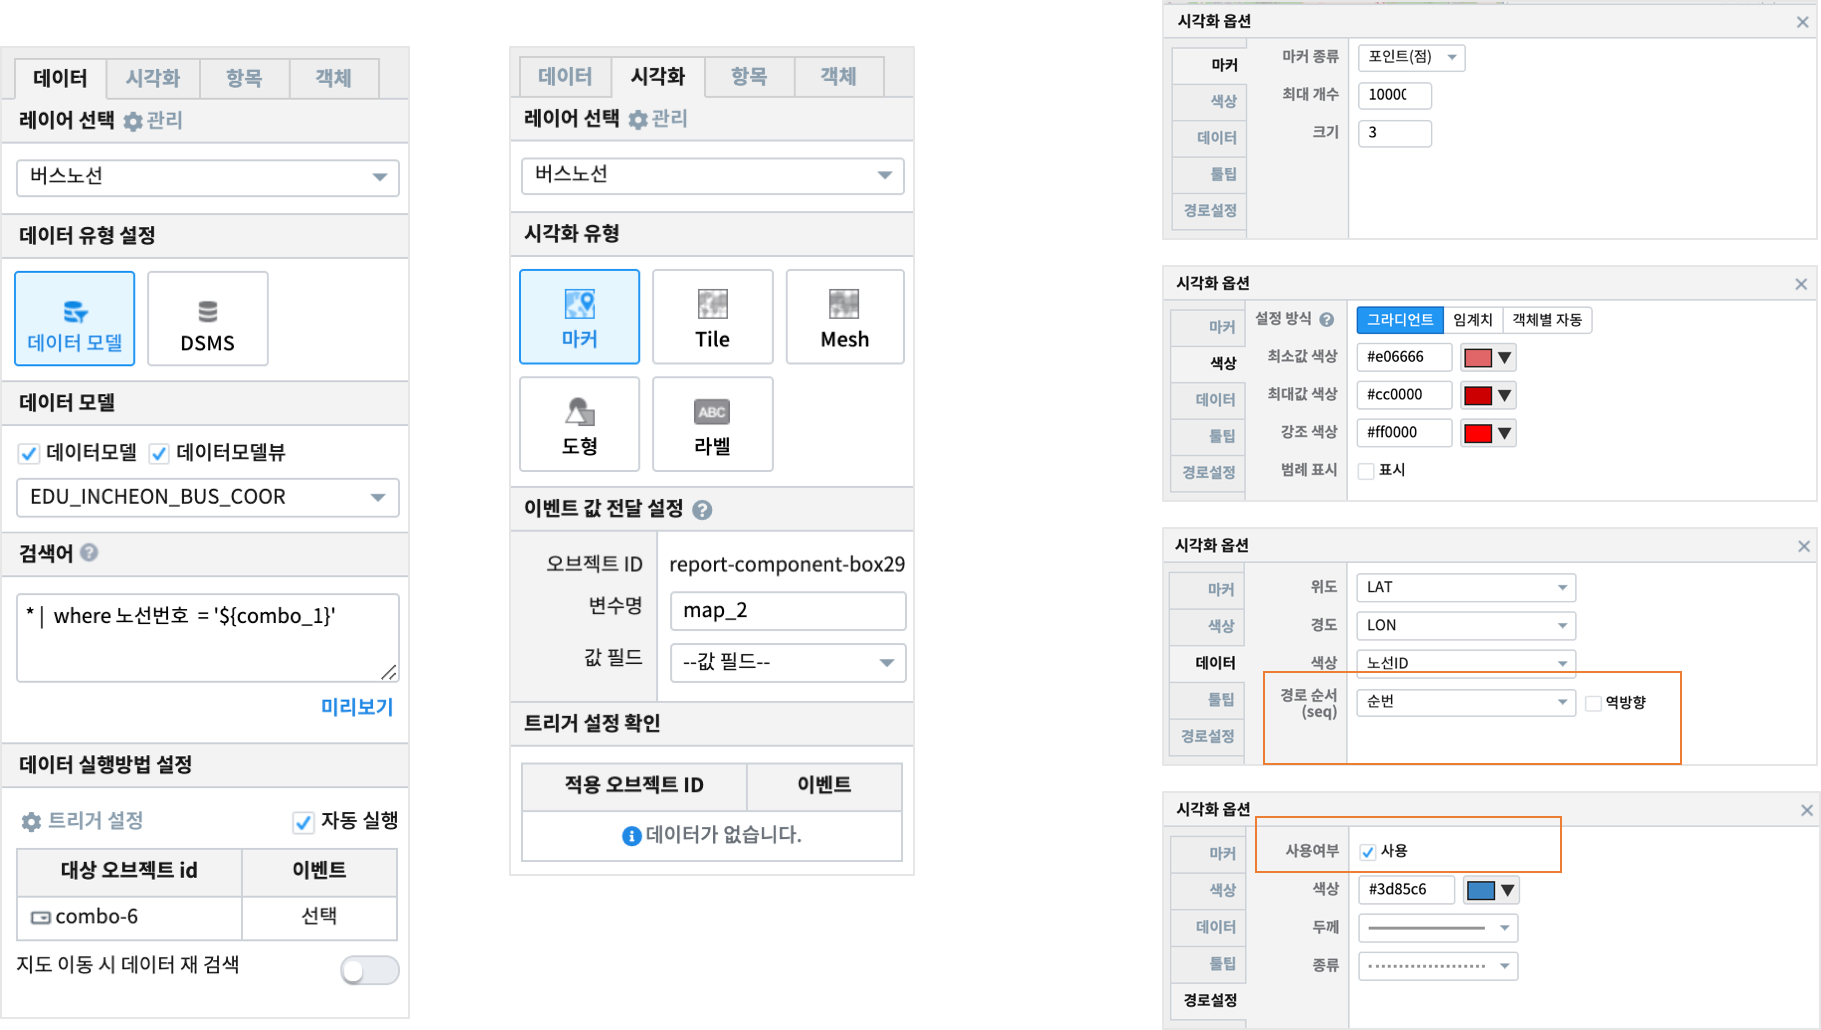 데이터 시각화 항목 객체
레이어 선택 관리
버스노선
데이터 유형 설정
데이터 모델 DSMS
데이터 모델
데이터모델 데이터모델뷰
EDU_INCHEON_BUS_COOR
검색어
* | where 노선번호 = '${combo_1}'
미리보기
데이터 실행방법 설정
트리거 설정 자동 실행
대상 오브젝트 id 이벤트
combo-6 선택
지도 이동 시 데이터 재 검색
데이터 시각화 항목 객체
레이어 선택 관리
버스노선
시각화 유형
마커 Tile Mesh
ABC
도형 라벨
이벤트 값 전달 설정
오브젝트 ID report-component-box29
변수명 map_2
값 필드 --값 필드--
트리거 설정 확인
적용 오브젝트 ID 이벤트
데이터가 없습니다.
시각화 옵션
마커
색상
데이터
툴팁
경로설정
마커 종류 포인트(점)
최대 개수 10000
크기 3
시각화 옵션
마커
색상
데이터
툴팁
경로설정
설정 방식 그라디언트 임계치 객체별 자동
최소값 색상 #e06666
최대값 색상 #cc0000
강조 색상 #ff0000
범례 표시 표시
시각화 옵션
마커
색상
데이터
툴팁
경로설정
위도 LAT
경도 LON
색상 노선ID
경로 순서
(seq)
순번 역방향
시각화 옵션
마커
색상
데이터
툴팁
경로설정
사용여부 사용
색상 #3d85c6
두께
종류